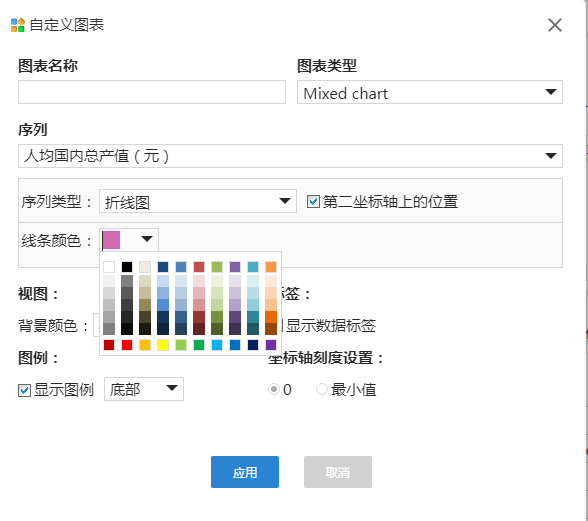 自定义图表
图表名称 图表类型
Mixed chart
序列
人均国内总产值（元）
序列类型： 折线图 第二坐标轴上的位置
线条颜色：
视图： 标签：
背景颜色： 显示数据标签
图例： 坐标轴刻度设置：
显示图例 底部 0 最小值
应用 取消